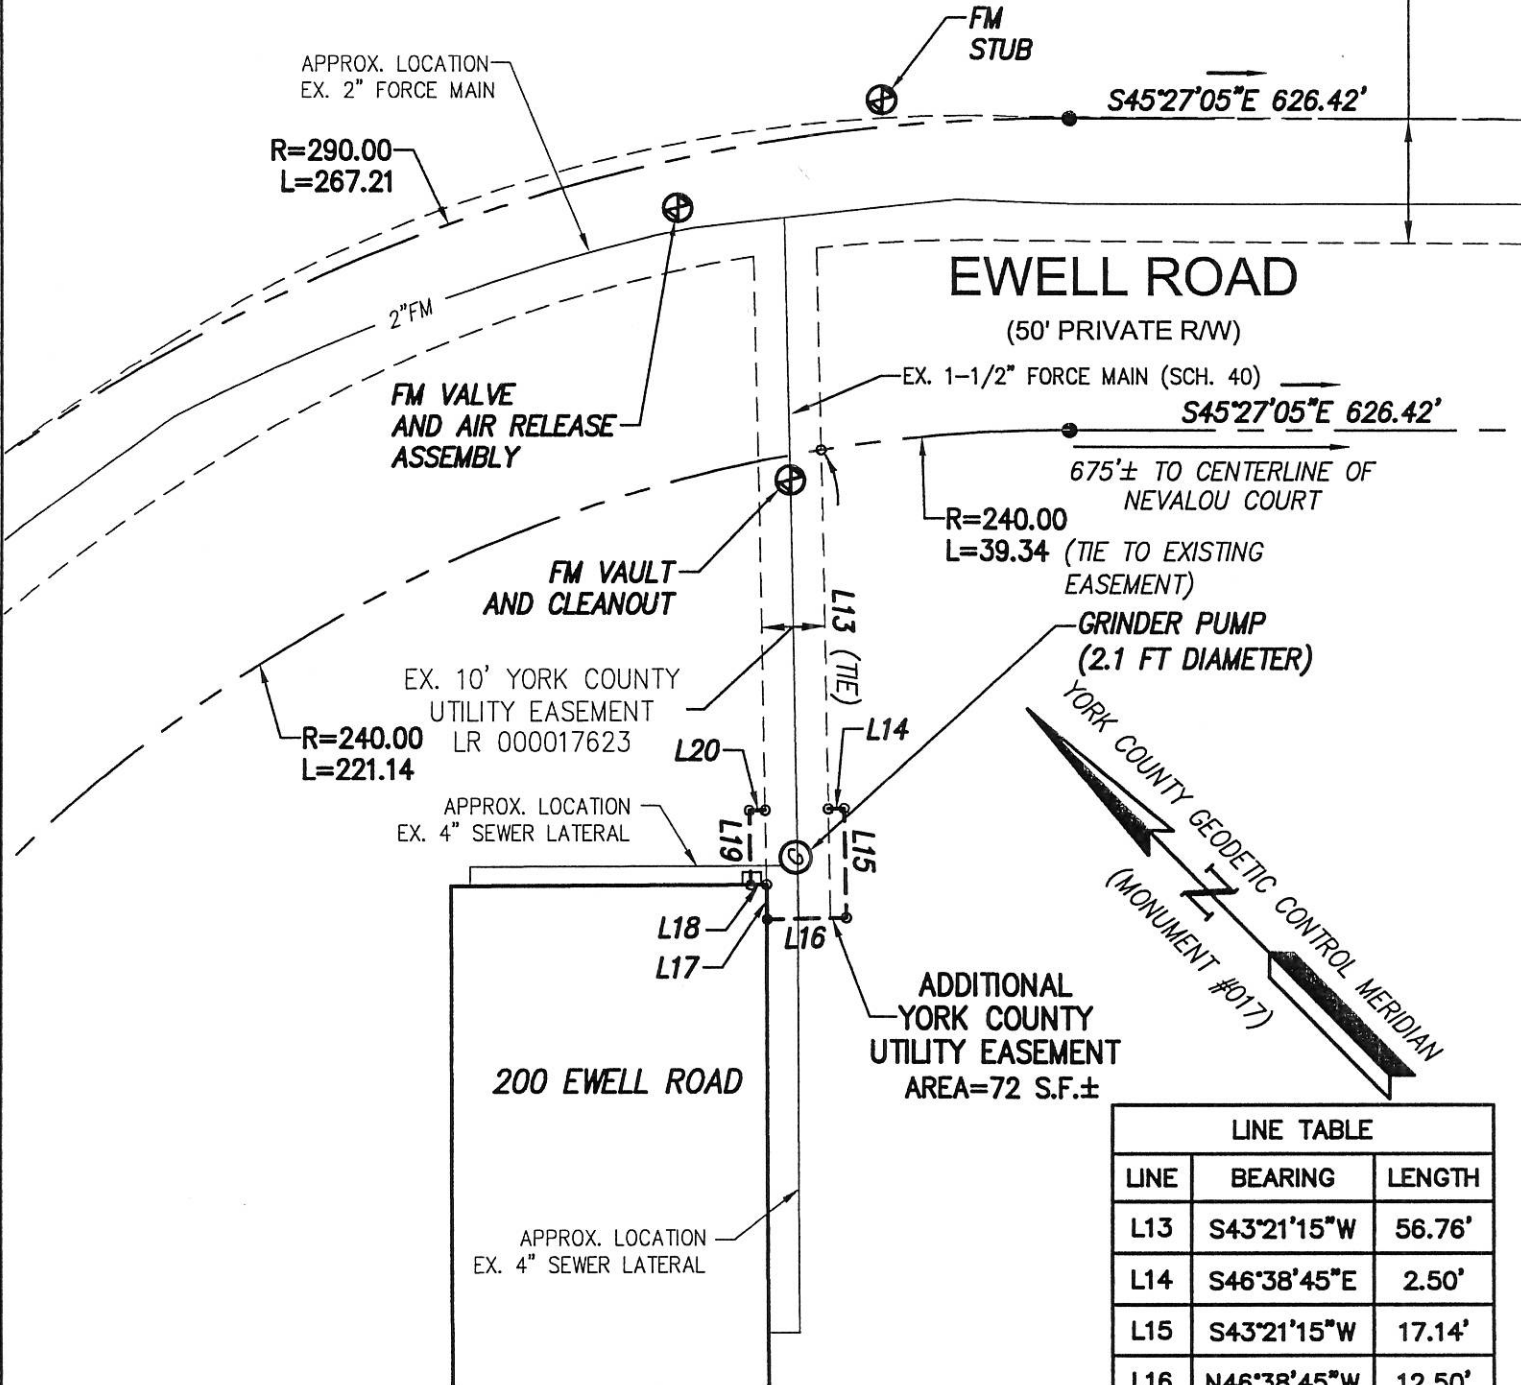 FM
STUB
APPROX. LOCATION
EX. 2" FORCE MAIN
S45°27'05"E 626.42'
R=290.00
L=267.21
EWELL ROAD
(50' PRIVATE R/W)
2"FM
EX. 1-1/2" FORCE MAIN (SCH. 40)
FM VALVE
AND AIR RELEASE
ASSEMBLY
S45°27'05"E 626.42'
675'± TO CENTERLINE OF
NEVALOU COURT
R=240.00
L=39.34 (TIE TO EXISTING
EASEMENT)
FM VAULT
AND CLEANOUT
L13 (TIE)
GRINDER PUMP
(2.1 FT DIAMETER)
EX. 10' YORK COUNTY
UTILITY EASEMENT
LR 000017623
R=240.00
L=221.14
L20
L14
APPROX. LOCATION
EX. 4" SEWER LATERAL
L19
L15
YORK COUNTY GEODETIC CONTROL MERIDIAN
(MONUMENT #017)
N
L18
L16
L17
ADDITIONAL
YORK COUNTY
UTILITY EASEMENT
AREA=72 S.F.±
200 EWELL ROAD
APPROX. LOCATION
EX. 4" SEWER LATERAL
LINE TABLE
LINE BEARING LENGTH
L13 S43°21'15"W 56.76'
L14 S46°38'45"E 2.50'
L15 S43°21'15"W 17.14'
L16 N46°38'45"W 12.50'